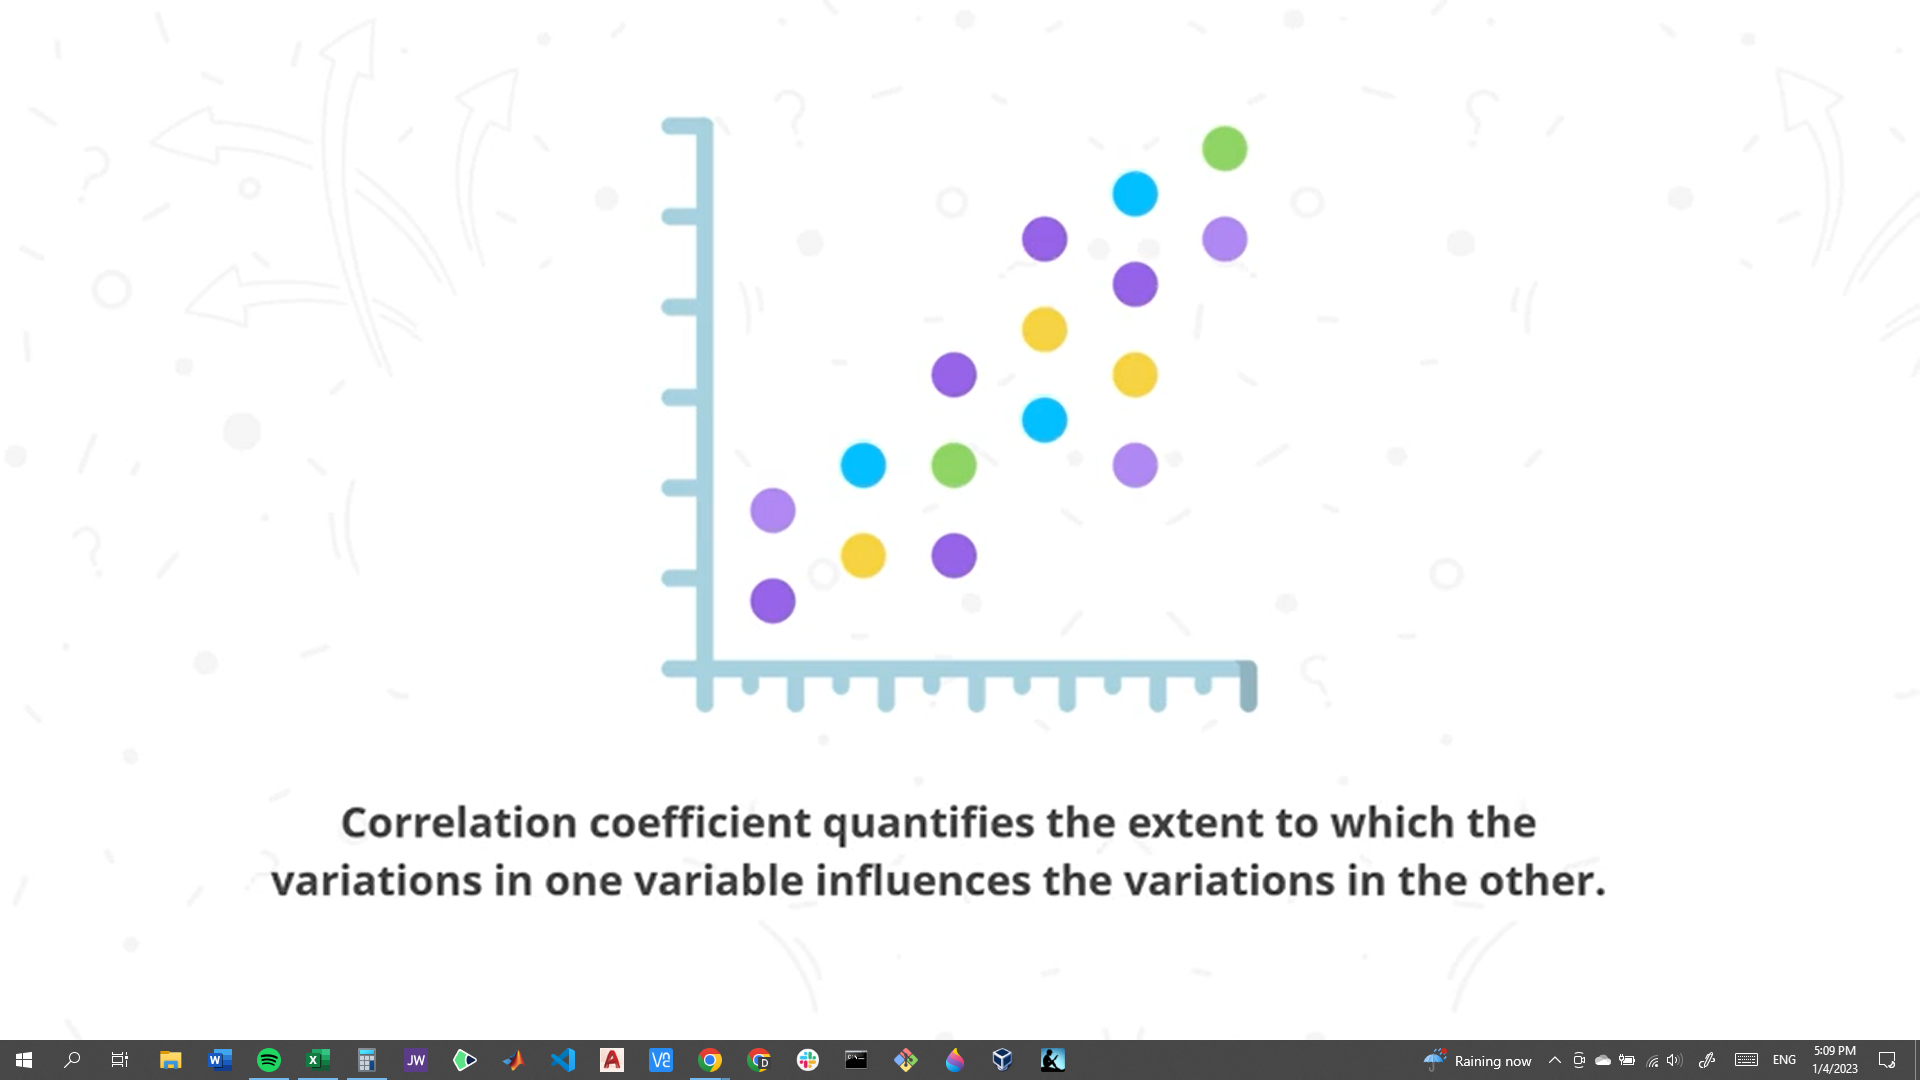 Correlation coefficient quantifies the extent to which the
variations in one variable influences the variations in the other.
W
X
JW
A
V2
D
Raining now
ENG
5:09 PM
1/4/2023